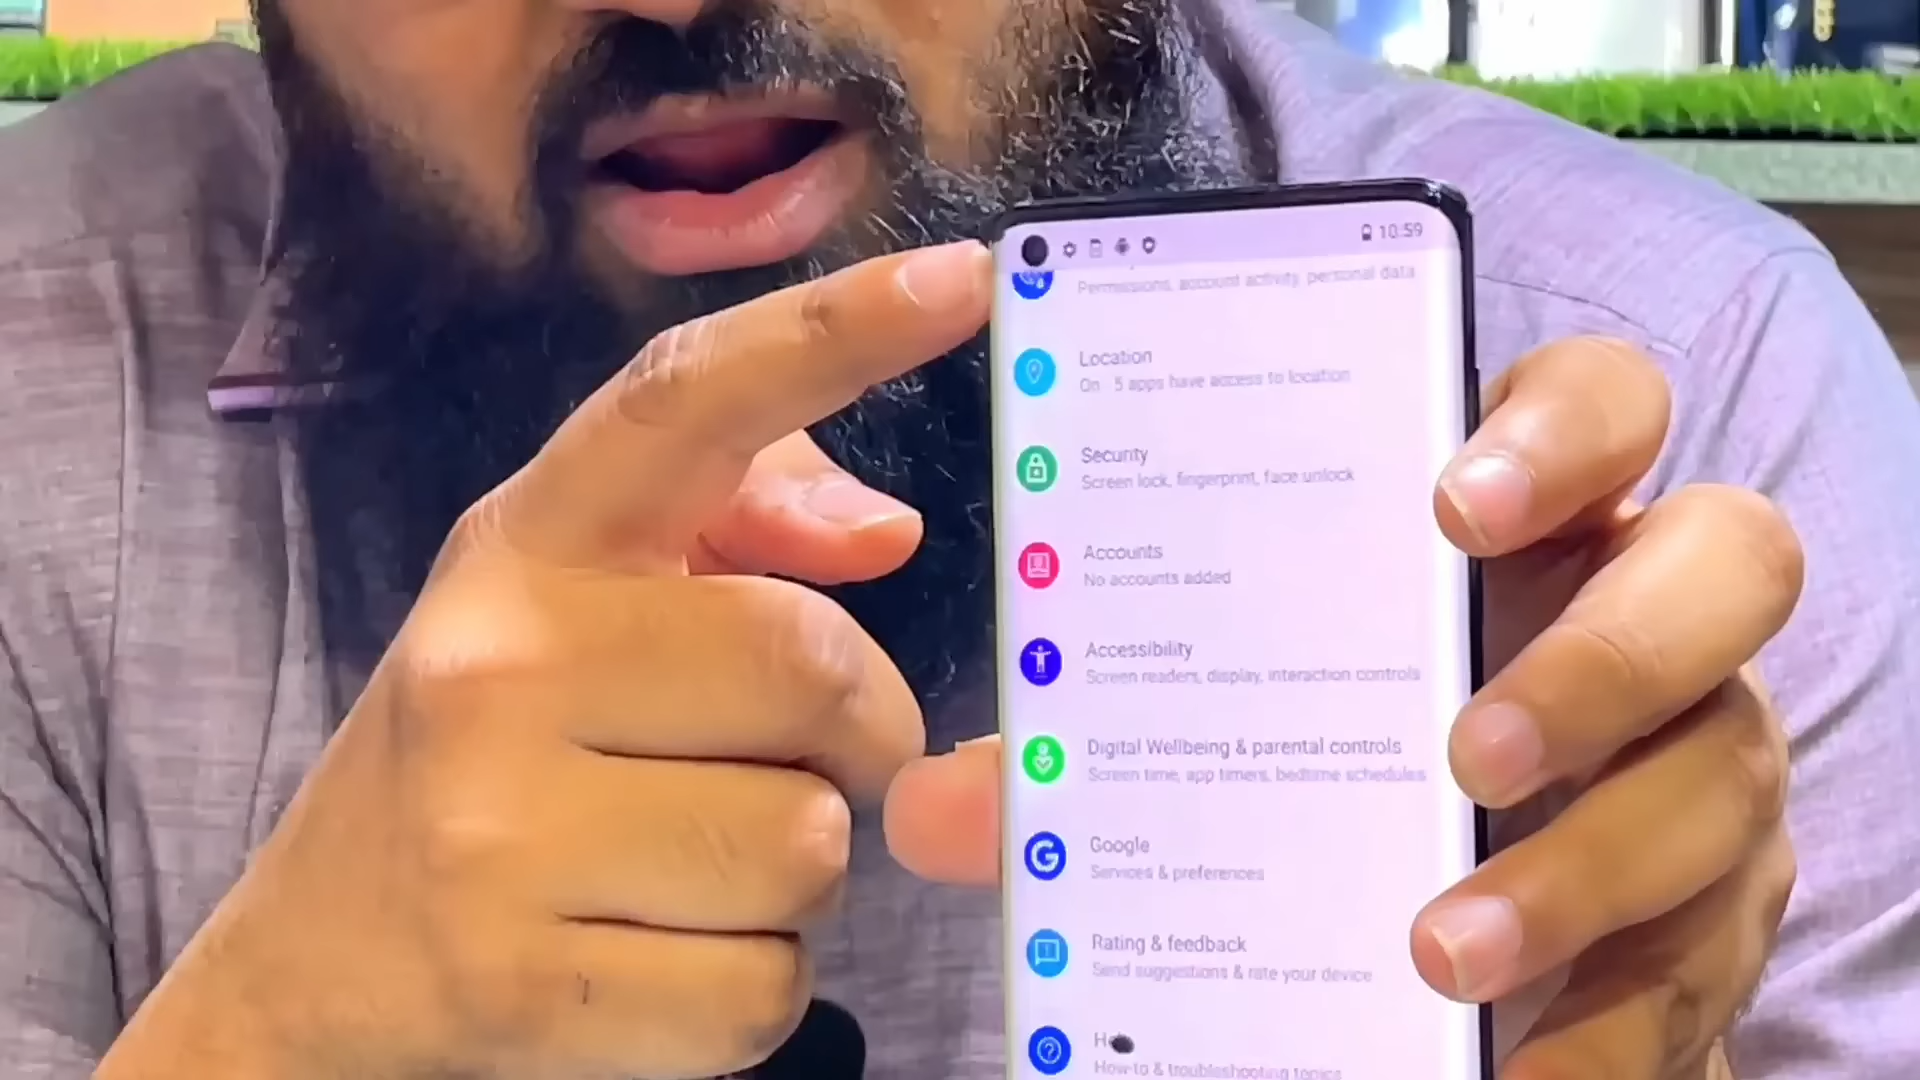 10:59
Permissions, account activity, personal data
Location
On · 5 apps have access to location
Security
Screen lock, fingerprint, face unlock
Accounts
No accounts added
Accessibility
Screen readers, display, interaction controls
Digital Wellbeing & parental controls
Screen time, app timers, bedtime schedules
Google
Services & preferences
Rating & feedback
Send suggestions & rate your device
How-to & troubleshooting topics